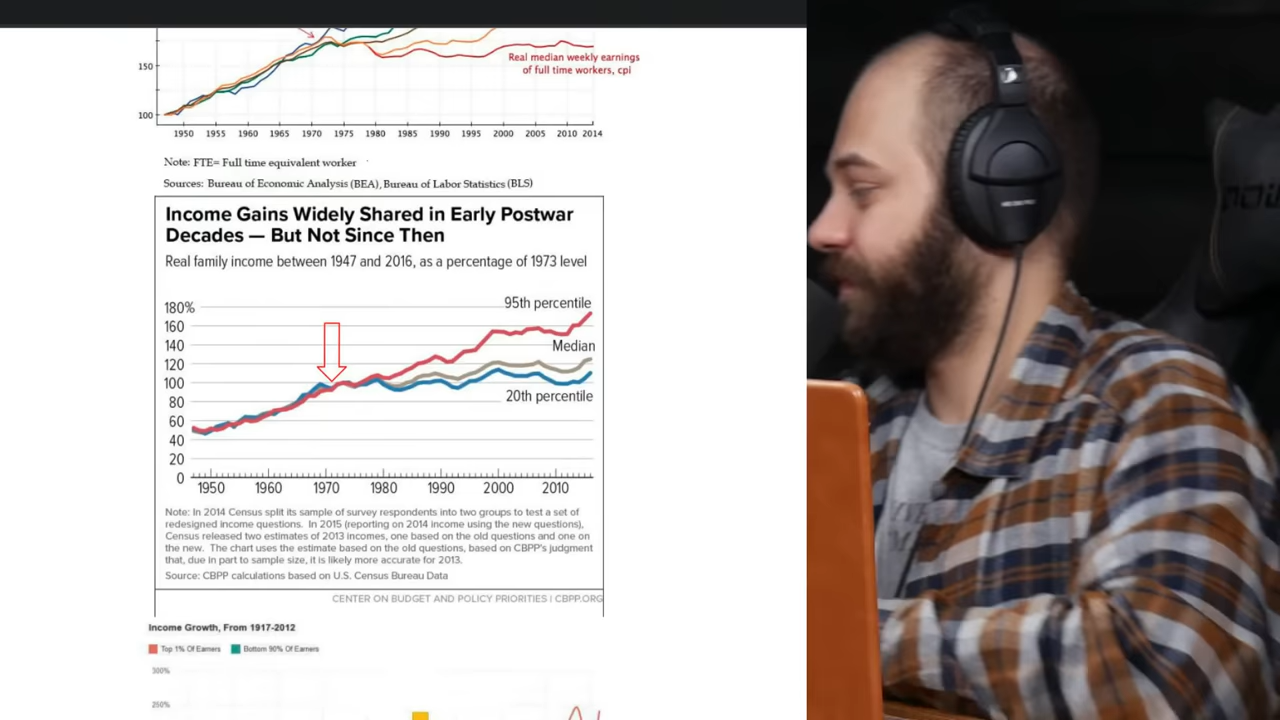 150
Real median weekly earnings
of full time workers, cpi
100
1950 1955 1960 1965 1970 1975 1980 1985 1990 1995 2000 2005 2010 2014
Note: FTE= Full time equivalent worker
Sources: Bureau of Economic Analysis (BEA), Bureau of Labor Statistics (BLS)
Income Gains Widely Shared in Early Postwar
Decades — But Not Since Then
Real family income between 1947 and 2016, as a percentage of 1973 level
180%
95th percentile
160
140
Median
120
100
80
20th percentile
60
40
20
0
1950 1960 1970 1980 1990 2000 2010
Note: In 2014 Census split its sample of survey respondents into two groups to test a set of
redesigned income questions. In 2015 (reporting on 2014 income using the new questions),
Census released two estimates of 2013 incomes, one based on the old questions and one on
the new. The chart uses the estimate based on the old questions, based on CBPP's judgment
that, due in part to sample size, it is likely more accurate for 2013.
Source: CBPP calculations based on U.S. Census Bureau Data
CENTER ON BUDGET AND POLICY PRIORITIES | CBPP.ORG
Income Growth, From 1917-2012
Top 1% Of Earners Bottom 90% Of Earners
300%
250%